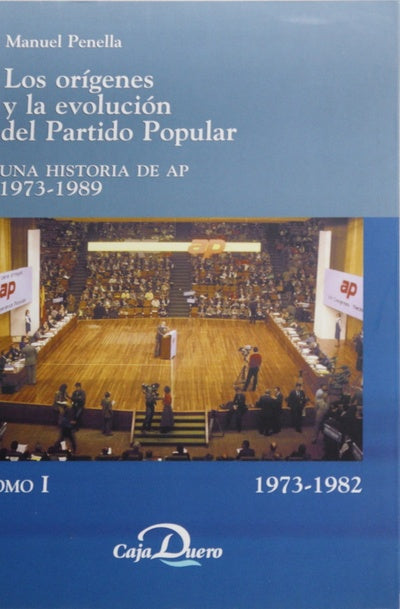 Manuel Penella
Los orígenes
y la evolución
del Partido Popular
UNA HISTORIA DE AP
1973-1989
ap
ap
ap
OMO I
1973-1982
Caja Duero